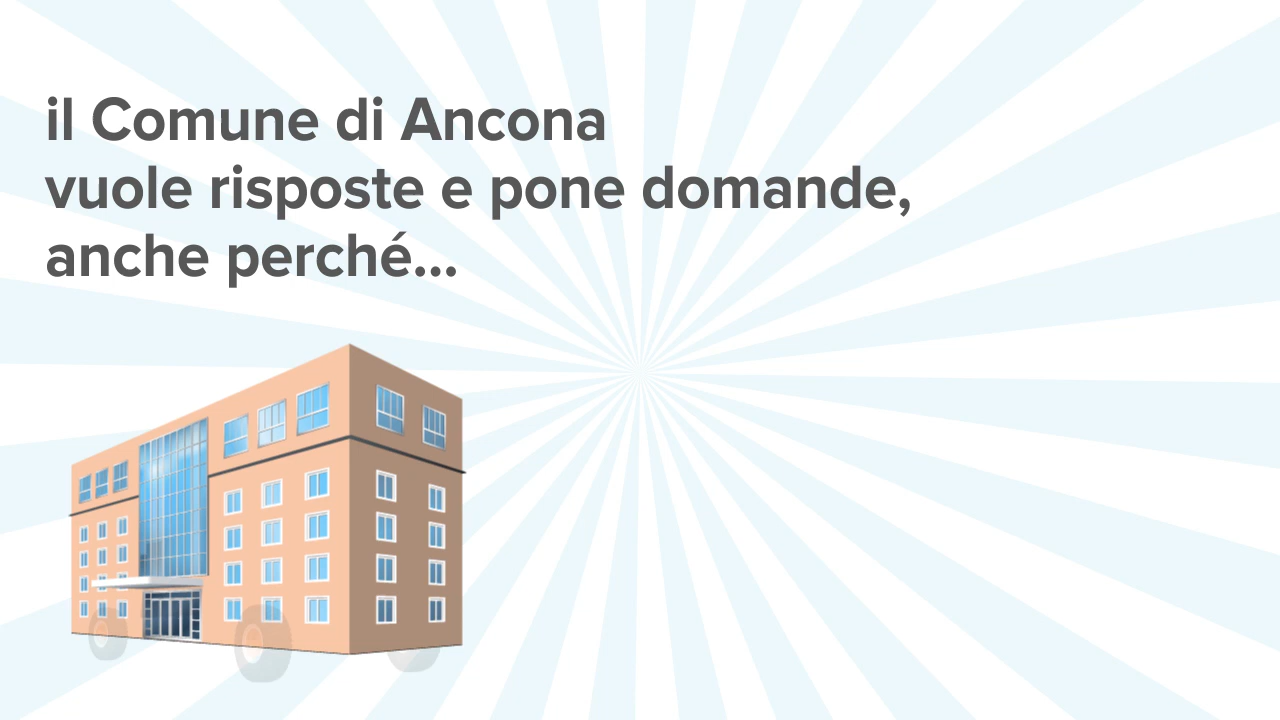 il Comune di Ancona
vuole risposte e pone domande,
anche perché...